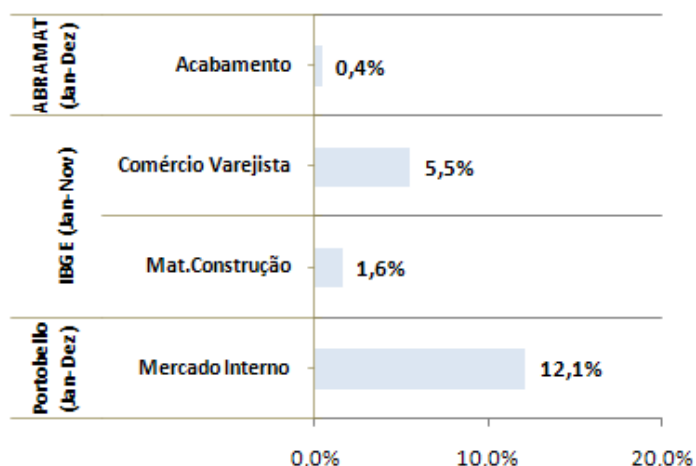 ABRAMAT
(Jan-Dez)
Acabamento
0,4%
IBGE (Jan-Nov)
Comércio Varejista
5,5%
Mat.Construção
1,6%
Portobello
(Jan-Dez)
Mercado Interno
12,1%
0.0%
10.0%
20.0%